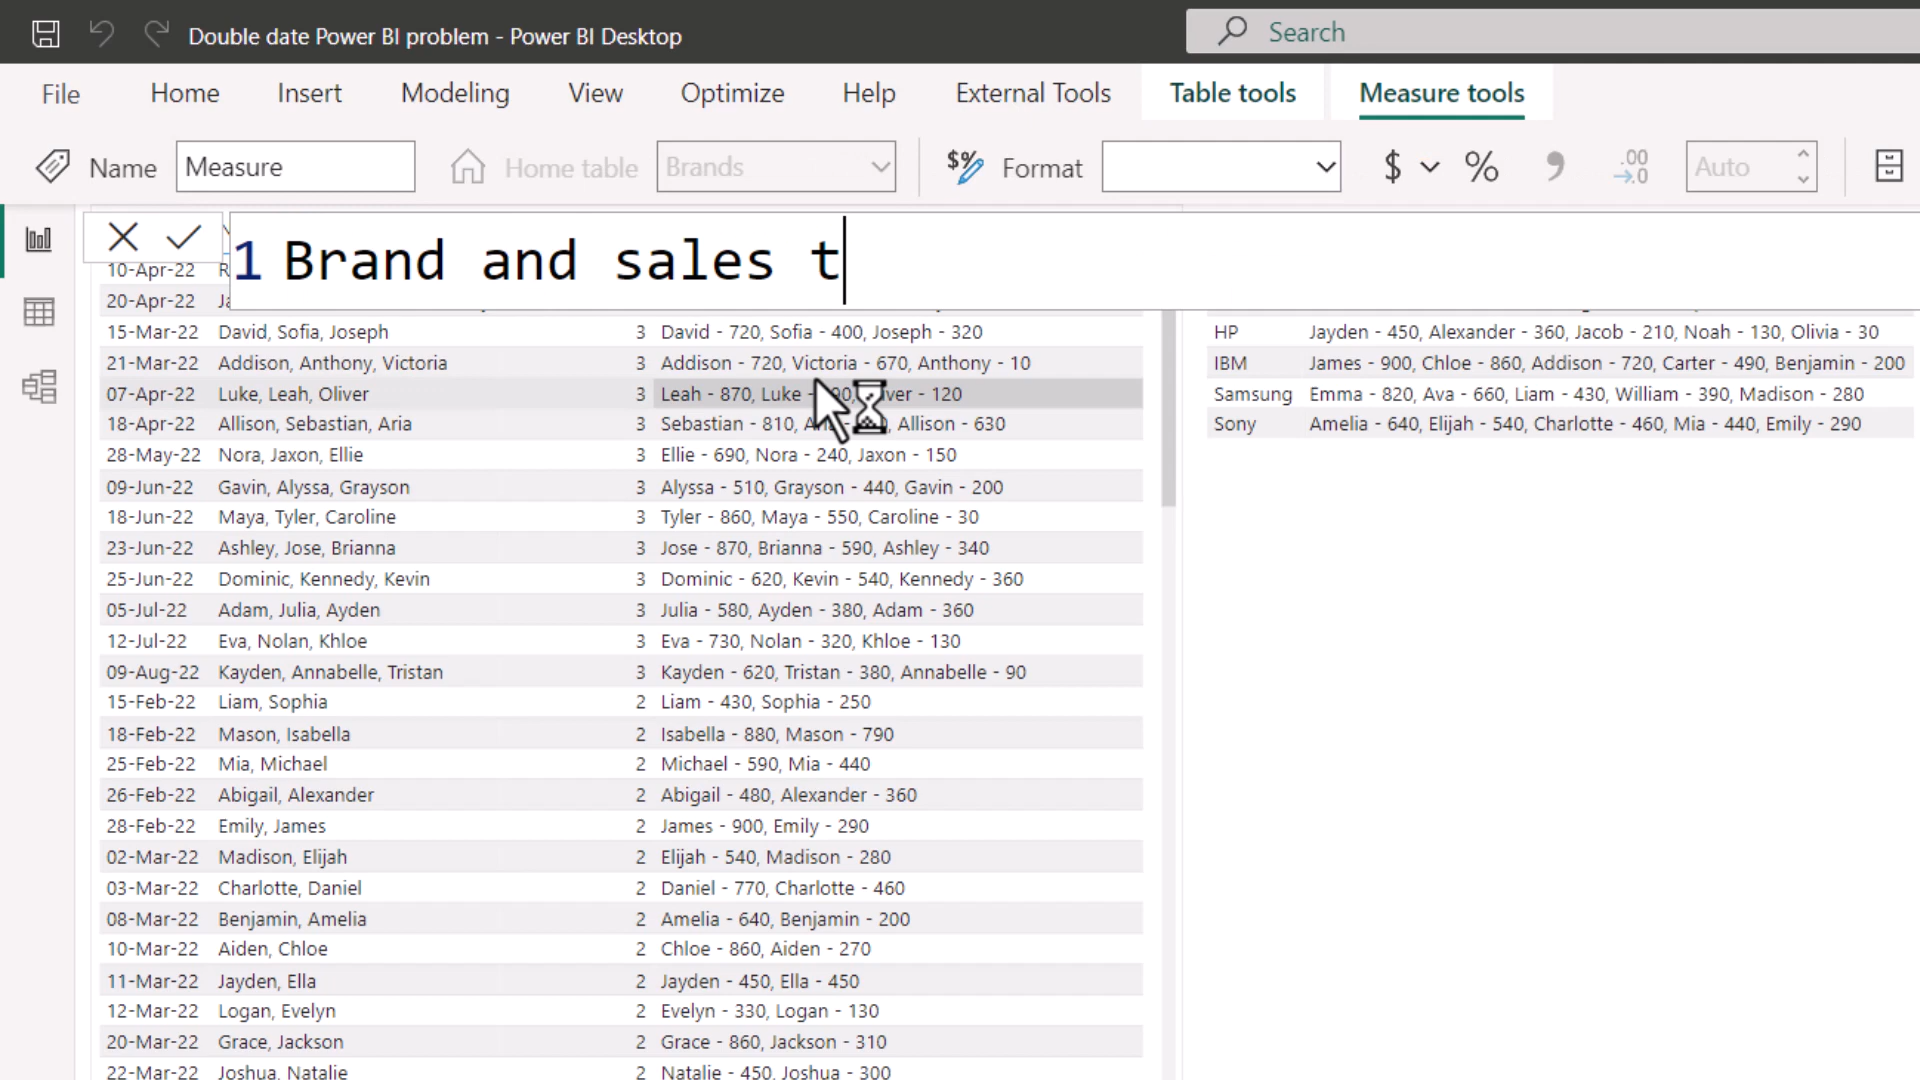 Double date Power BI problem - Power BI Desktop
Search
File Home Insert Modeling View Optimize Help External Tools Table tools Measure tools
Name Measure Home table Brands Format $ % .00 →.0 Auto
1 Brand and sales t
10-Apr-22
20-Apr-22
15-Mar-22 David, Sofia, Joseph 3 David - 720, Sofia - 400, Joseph - 320
21-Mar-22 Addison, Anthony, Victoria 3 Addison - 720, Victoria - 670, Anthony - 10
07-Apr-22 Luke, Leah, Oliver 3 Leah - 870, Luke - 120
18-Apr-22 Allison, Sebastian, Aria 3 Sebastian - 810, Allison - 630
28-May-22 Nora, Jaxon, Ellie 3 Ellie - 690, Nora - 240, Jaxon - 150
09-Jun-22 Gavin, Alyssa, Grayson 3 Alyssa - 510, Grayson - 440, Gavin - 200
18-Jun-22 Maya, Tyler, Caroline 3 Tyler - 860, Maya - 550, Caroline - 30
23-Jun-22 Ashley, Jose, Brianna 3 Jose - 870, Brianna - 590, Ashley - 340
25-Jun-22 Dominic, Kennedy, Kevin 3 Dominic - 620, Kevin - 540, Kennedy - 360
05-Jul-22 Adam, Julia, Ayden 3 Julia - 580, Ayden - 380, Adam - 360
12-Jul-22 Eva, Nolan, Khloe 3 Eva - 730, Nolan - 320, Khloe - 130
09-Aug-22 Kayden, Annabelle, Tristan 3 Kayden - 620, Tristan - 380, Annabelle - 90
15-Feb-22 Liam, Sophia 2 Liam - 430, Sophia - 250
18-Feb-22 Mason, Isabella 2 Isabella - 880, Mason - 790
25-Feb-22 Mia, Michael 2 Michael - 590, Mia - 440
26-Feb-22 Abigail, Alexander 2 Abigail - 480, Alexander - 360
28-Feb-22 Emily, James 2 James - 900, Emily - 290
02-Mar-22 Madison, Elijah 2 Elijah - 540, Madison - 280
03-Mar-22 Charlotte, Daniel 2 Daniel - 770, Charlotte - 460
08-Mar-22 Benjamin, Amelia 2 Amelia - 640, Benjamin - 200
10-Mar-22 Aiden, Chloe 2 Chloe - 860, Aiden - 270
11-Mar-22 Jayden, Ella 2 Jayden - 450, Ella - 450
12-Mar-22 Logan, Evelyn 2 Evelyn - 330, Logan - 130
20-Mar-22 Grace, Jackson 2 Grace - 860, Jackson - 310
22-Mar-22 Joshua, Natalie 2 Natalie - 450, Joshua - 300
HP Jayden - 450, Alexander - 360, Jacob - 210, Noah - 130, Olivia - 30
IBM James - 900, Chloe - 860, Addison - 720, Carter - 490, Benjamin - 200
Samsung Emma - 820, Ava - 660, Liam - 430, William - 390, Madison - 280
Sony Amelia - 640, Elijah - 540, Charlotte - 460, Mia - 440, Emily - 290